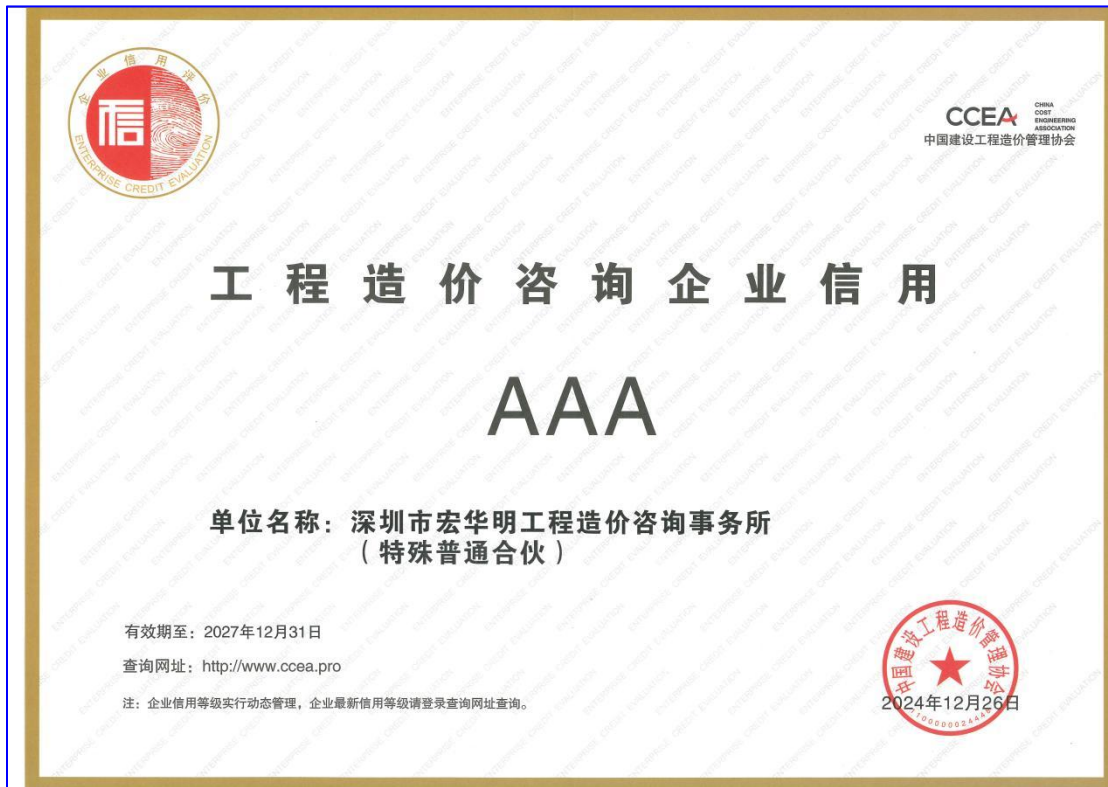 企业信用评价
信
ENTERPRISE CREDIT EVALUATION
CCEA
CHINA
COST
ENGINEERING
ASSOCIATION
中国建设工程造价管理协会
工程造价咨询企业信用
AAA
单位名称：深圳市宏华明工程造价咨询事务所
（特殊普通合伙）
有效期至：2027年12月31日
查询网址：http://www.ccea.pro
注：企业信用等级实行动态管理，企业最新信用等级请登录查询网址查询。
中国建设工程造价管理协会
2024年12月26日